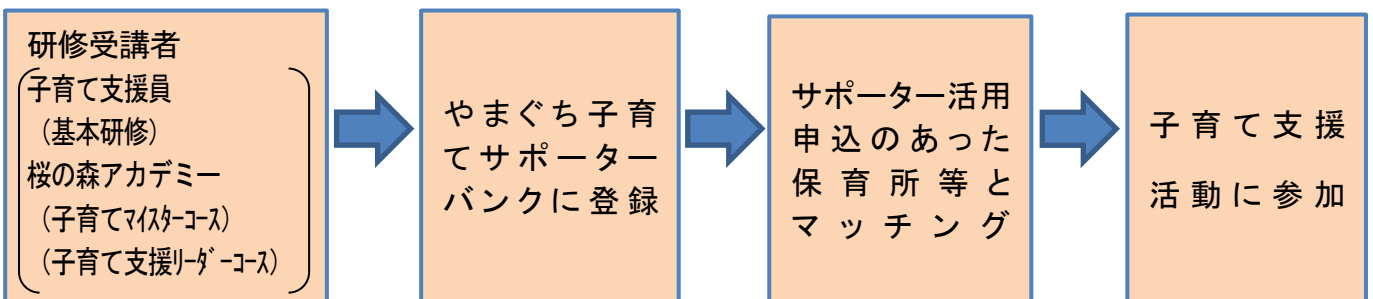 研修受講者
子育て支援員
（基本研修）
桜の森アカデミー
（子育てﾏｲｽﾀｰｺｰｽ）
（子育て支援ﾘｰﾀﾞｰｺｰｽ）
やまぐち子育
てサポーター
バンクに登録
サポーター活用
申込のあった
保育所等と
マッチング
子育て支援
活動に参加